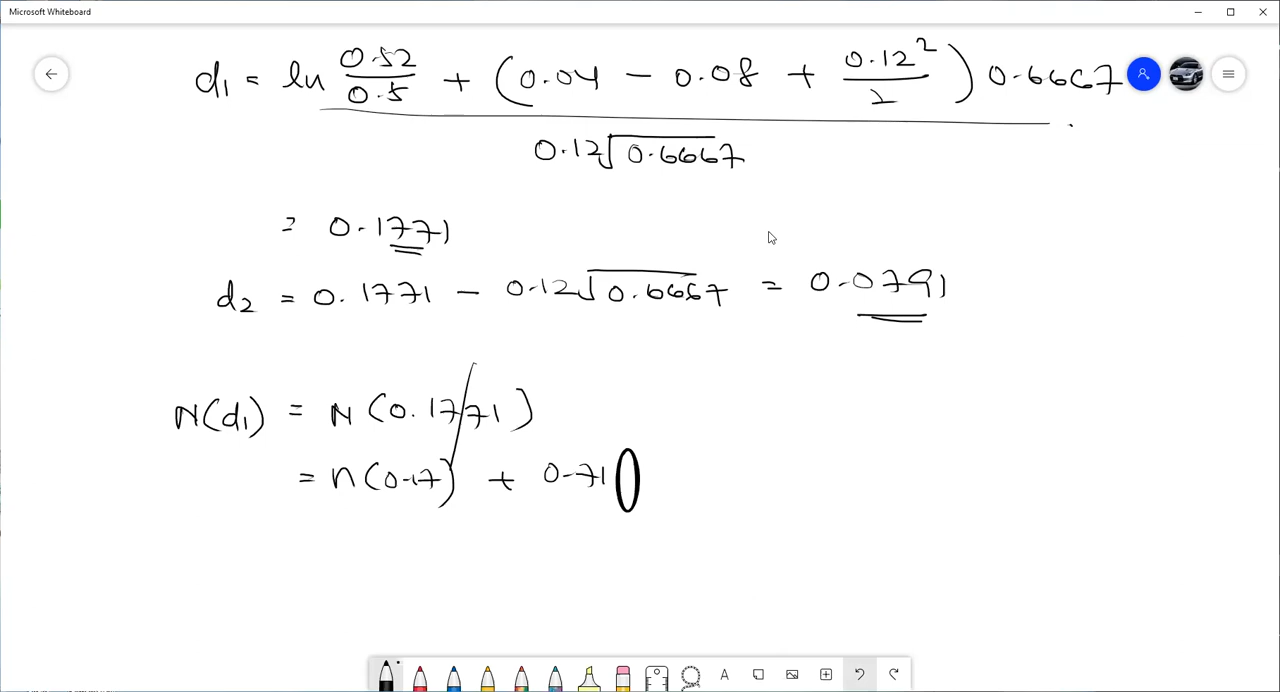 Microsoft Whiteboard
d1 = ln 0.52/0.5 + (0.04 - 0.08 + 0.12²/2) 0.6667
0.12√0.6667
= 0.1771
d2 = 0.1771 - 0.12√0.6667 = 0.0791
N(d1) = N(0.1771)
= N(0.17) + 0.71(
A